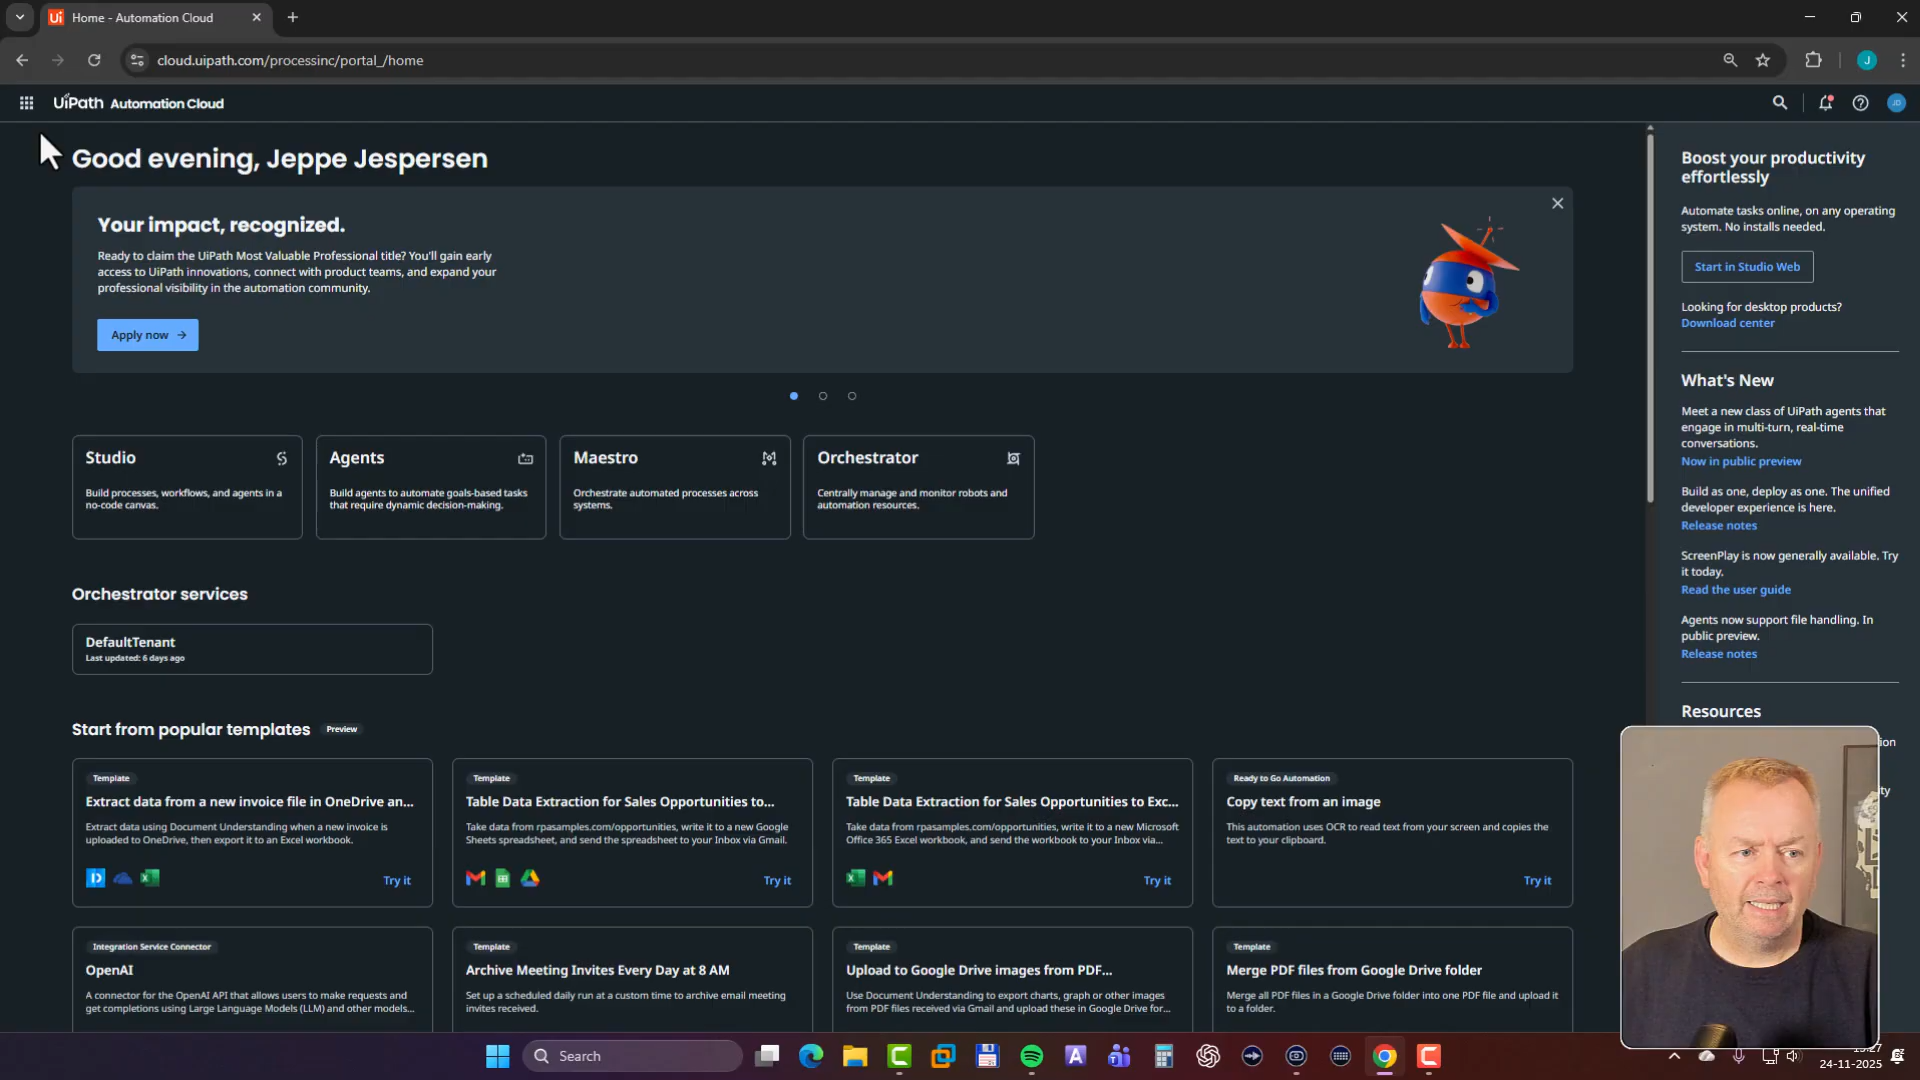 Home - Automation Cloud
cloud.uipath.com/processinc/portal_/home
UiPath Automation Cloud
JD
J
Good evening, Jeppe Jespersen
Your impact, recognized.
Ready to claim the UiPath Most Valuable Professional title? You'll gain early
access to UiPath innovations, connect with product teams, and expand your
professional visibility in the automation community.
Apply now
Studio
Build processes, workflows, and agents in a
no-code canvas.
Agents
Build agents to automate goals-based tasks
that require dynamic decision-making.
Maestro
Orchestrate automated processes across
systems.
Orchestrator
Centrally manage and monitor robots and
automation resources.
Orchestrator services
DefaultTenant
Last updated: 6 days ago
Start from popular templates Preview
Template
Extract data from a new invoice file in OneDrive an...
Extract data using Document Understanding when a new invoice is
uploaded to OneDrive, then export it to an Excel workbook.
Try it
Template
Table Data Extraction for Sales Opportunities to...
Take data from rpasamples.com/opportunities, write it to a new Google
Sheets spreadsheet, and send the spreadsheet to your Inbox via Gmail.
Try it
Template
Table Data Extraction for Sales Opportunities to Exc...
Take data from rpasamples.com/opportunities, write it to a new Microsoft
Office 365 Excel workbook, and send the workbook to your Inbox via...
Try it
Ready to Go Automation
Copy text from an image
This automation uses OCR to read text from your screen and copies the
text to your clipboard.
Try it
Integration Service Connector
OpenAI
A connector for the OpenAI API that allows users to make requests and
get completions using Large Language Models (LLM) and other models...
Template
Archive Meeting Invites Every Day at 8 AM
Set up a scheduled daily run at a custom time to archive email meeting
invites received.
Template
Upload to Google Drive images from PDF...
Use Document Understanding to export charts, graph or other images
from PDF files received via Gmail and upload these in Google Drive for...
Template
Merge PDF files from Google Drive folder
Merge all PDF files in a Google Drive folder into one PDF file and upload it
to a folder.
Boost your productivity
effortlessly
Automate tasks online, on any operating
system. No installs needed.
Start in Studio Web
Looking for desktop products?
Download center
What's New
Meet a new class of UiPath agents that
engage in multi-turn, real-time
conversations.
Now in public preview
Build as one, deploy as one. The unified
developer experience is here.
Release notes
ScreenPlay is now generally available. Try
it today.
Read the user guide
Agents now support file handling. In
public preview.
Release notes
Resources
ion
ity
Search
24-11-2025